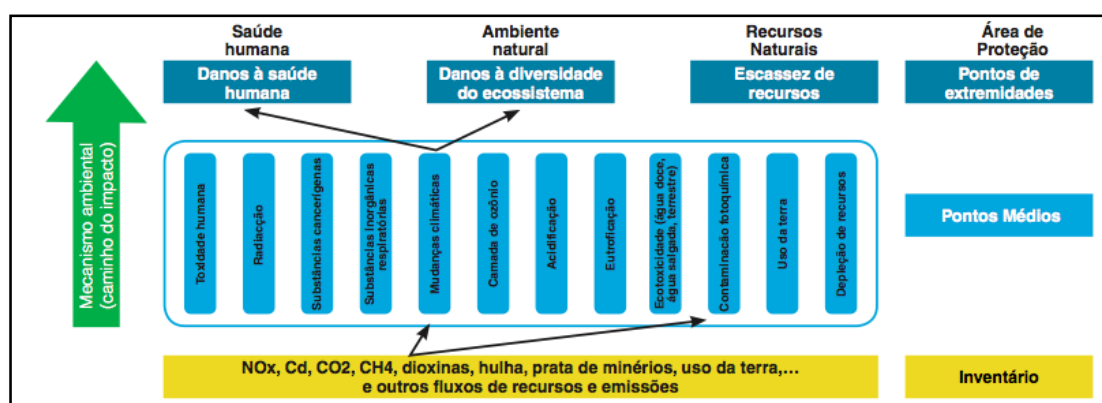 Saúde
humana
Ambiente
natural
Recursos
Naturais
Área de
Proteção
Danos à saúde
humana
Danos à diversidade
do ecossistema
Escassez de
recursos
Pontos de
extremidades
Mecanismo ambiental
(caminho do impacto)
Toxidade humana
Radiacção
Substâncias cancerígenas
Substâncias inorgânicas
respiratórias
Mudanças climáticas
Camada de ozônio
Acidificação
Eutroficação
Ecotoxicidade (água doce,
água salgada, terrestre)
Contaminacão fotoquímica
Uso da terra
Depleção de recursos
Pontos Médios
NOx, Cd, CO2, CH4, dioxinas, hulha, prata de minérios, uso da terra,...
e outros fluxos de recursos e emissões
Inventário